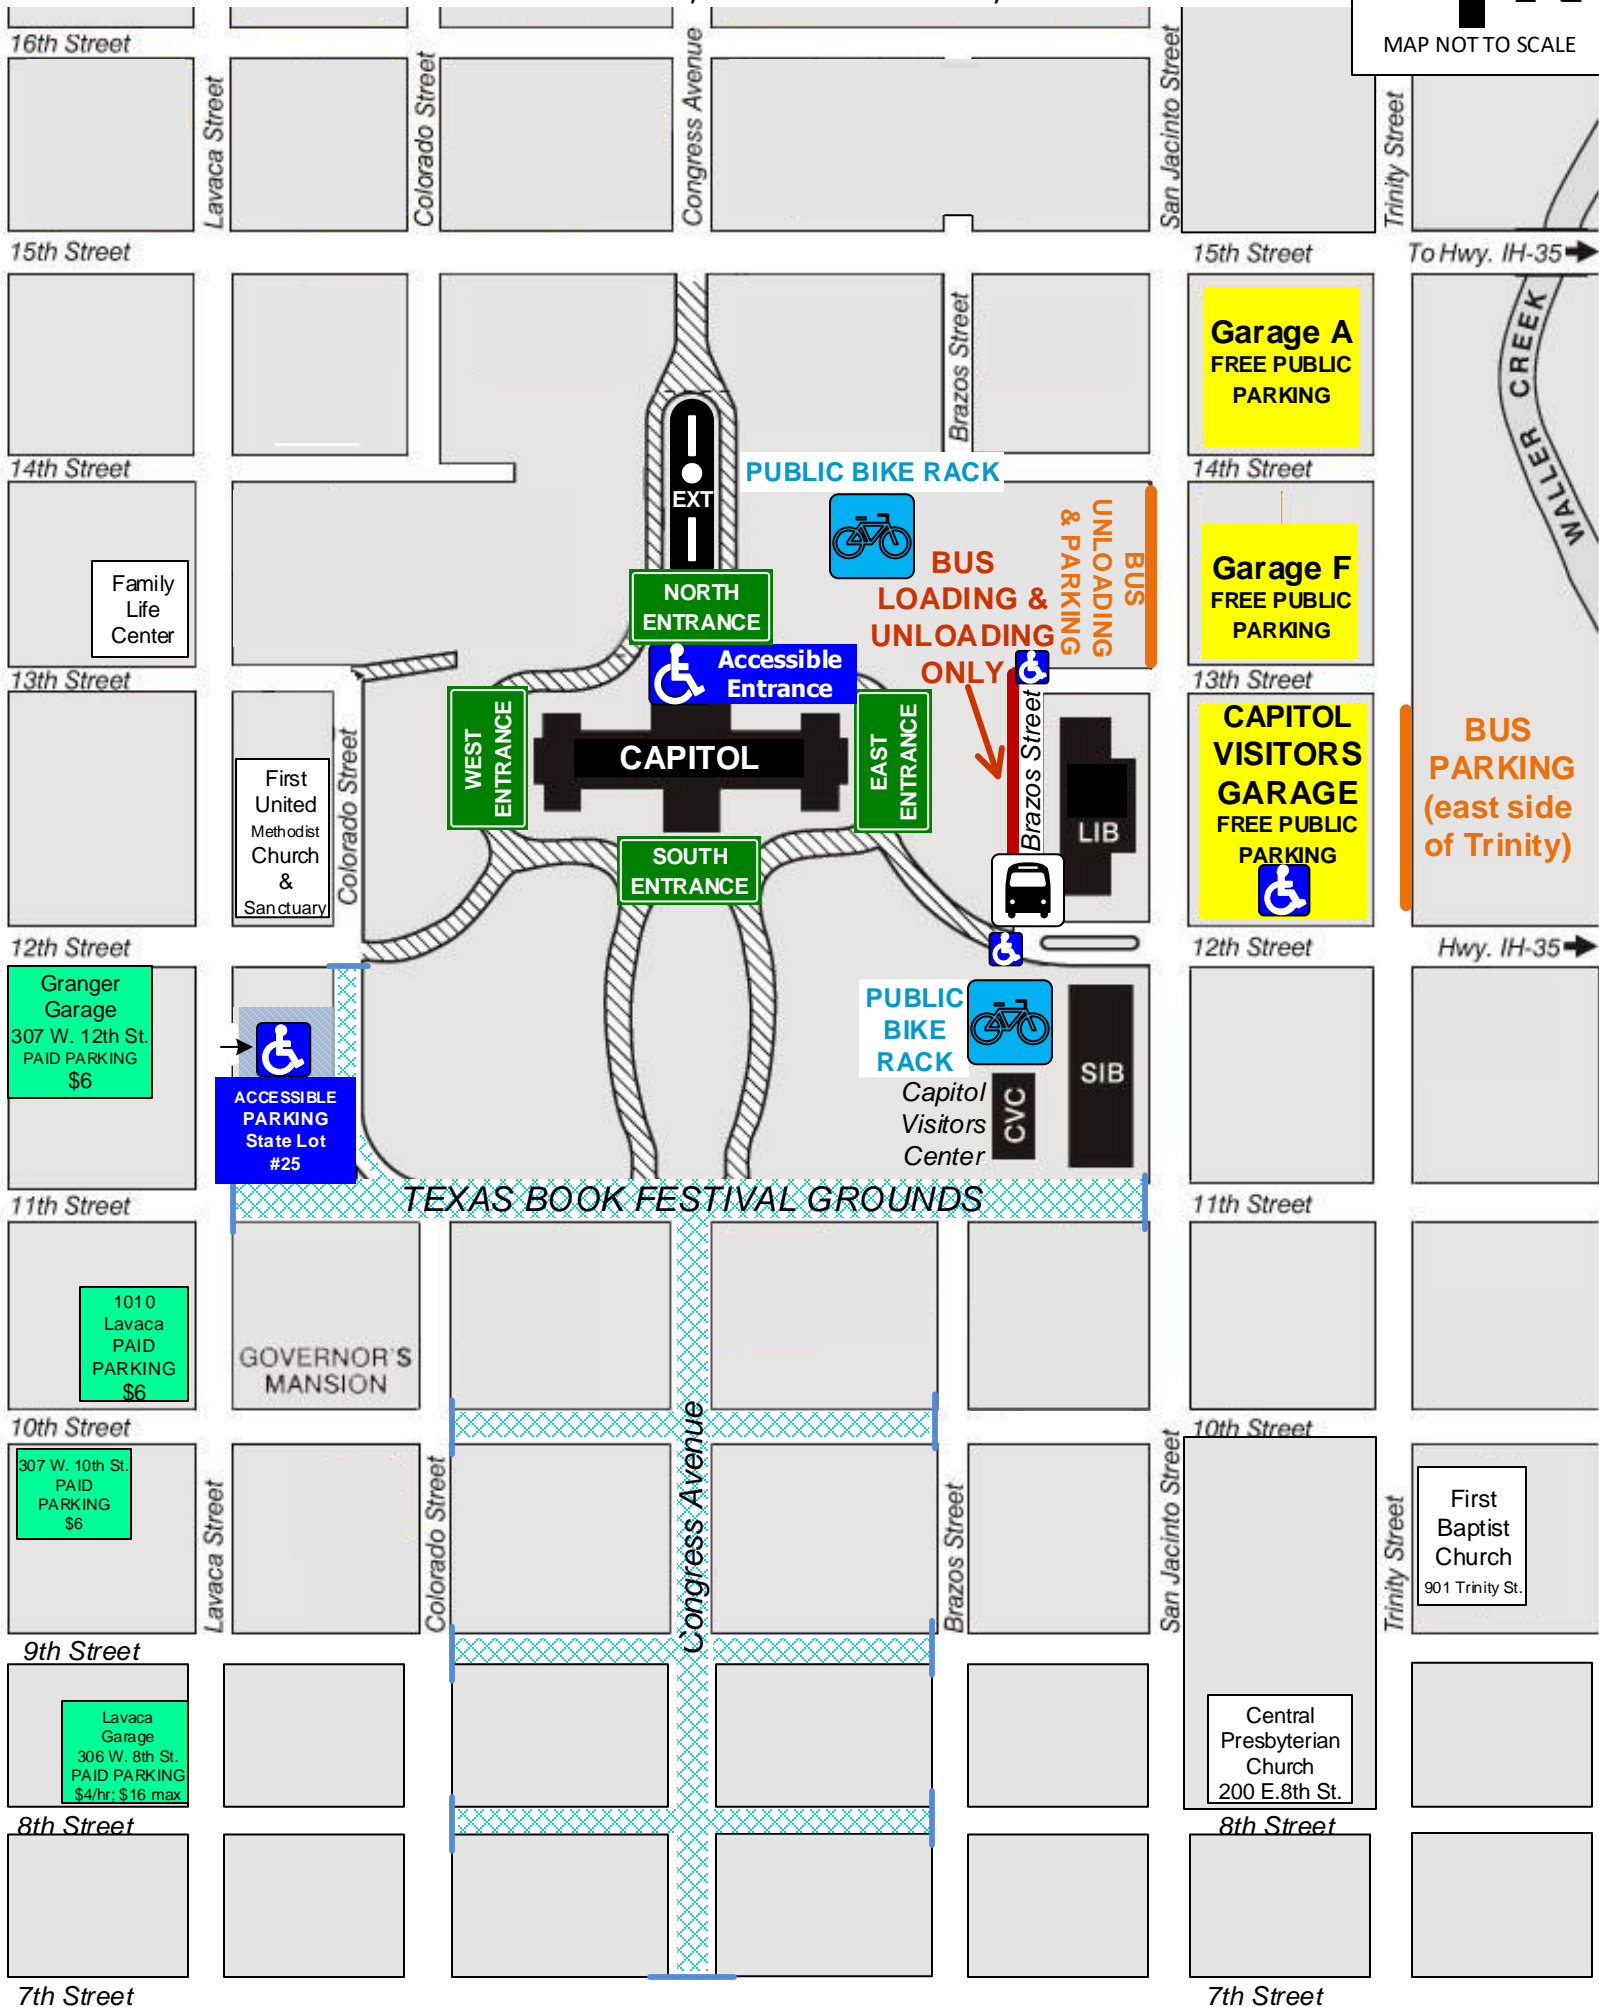 MAP NOT TO SCALE
16th Street
Lavaca Street
Colorado Street
Congress Avenue
San Jacinto Street
Trinity Street
15th Street
15th Street
To Hwy. IH-35
Brazos Street
Garage A
FREE PUBLIC
PARKING
WALLER CREEK
14th Street
14th Street
EXT
PUBLIC BIKE RACK
BUS
LOADING &
UNLOADING
ONLY
BUS
UNLOADING
& PARKING
Garage F
FREE PUBLIC
PARKING
Family
Life
Center
NORTH
ENTRANCE
Accessible
Entrance
13th Street
13th Street
WEST
ENTRANCE
CAPITOL
EAST
ENTRANCE
SOUTH
ENTRANCE
Brazos Street
LIB
CAPITOL
VISITORS
GARAGE
FREE PUBLIC
PARKING
BUS
PARKING
(east side
of Trinity)
First
United
Methodist
Church
&
Sanctuary
Colorado Street
12th Street
12th Street
Hwy. IH-35
Granger
Garage
307 W. 12th St.
PAID PARKING
$6
ACCESSIBLE
PARKING
State Lot
#25
PUBLIC
BIKE
RACK
Capitol
Visitors
Center
CVC
SIB
TEXAS BOOK FESTIVAL GROUNDS
11th Street
11th Street
1010
Lavaca
PAID
PARKING
$6
GOVERNOR'S
MANSION
10th Street
10th Street
307 W. 10th St.
PAID
PARKING
$6
Lavaca Street
Colorado Street
Congress Avenue
Brazos Street
San Jacinto Street
Trinity Street
First
Baptist
Church
901 Trinity St.
9th Street
Lavaca
Garage
306 W. 8th St.
PAID PARKING
$4/hr; $16 max
Central
Presbyterian
Church
200 E.8th St.
8th Street
8th Street
7th Street
7th Street